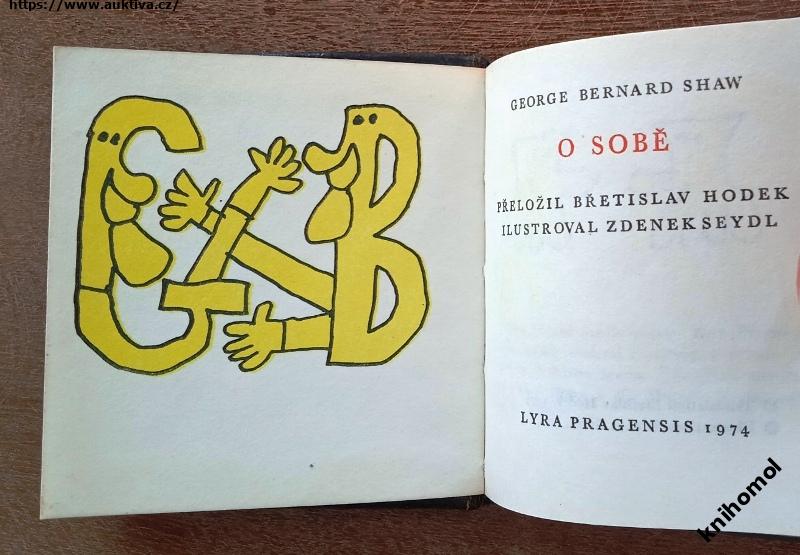 https://www.auktiva.cz/
G B
GEORGE BERNARD SHAW
O SOBĚ
PŘELOŽIL BŘETISLAV HODEK
ILUSTROVAL ZDENEK SEYDL
LYRA PRAGENSIS 1974
knihomol